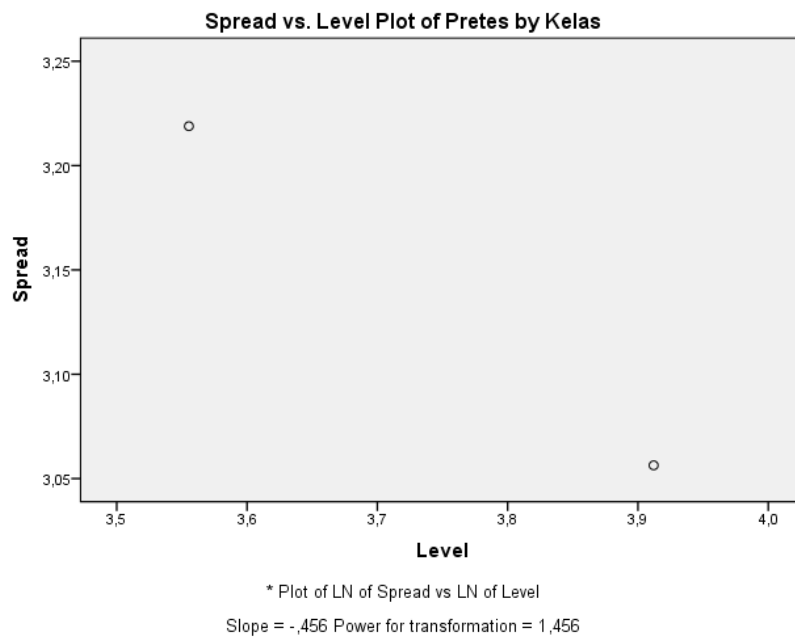 Spread vs. Level Plot of Pretes by Kelas
3,25
3,20
3,15
3,10
3,05
Spread
3,5 3,6 3,7 3,8 3,9 4,0
Level
* Plot of LN of Spread vs LN of Level
Slope = -,456 Power for transformation = 1,456